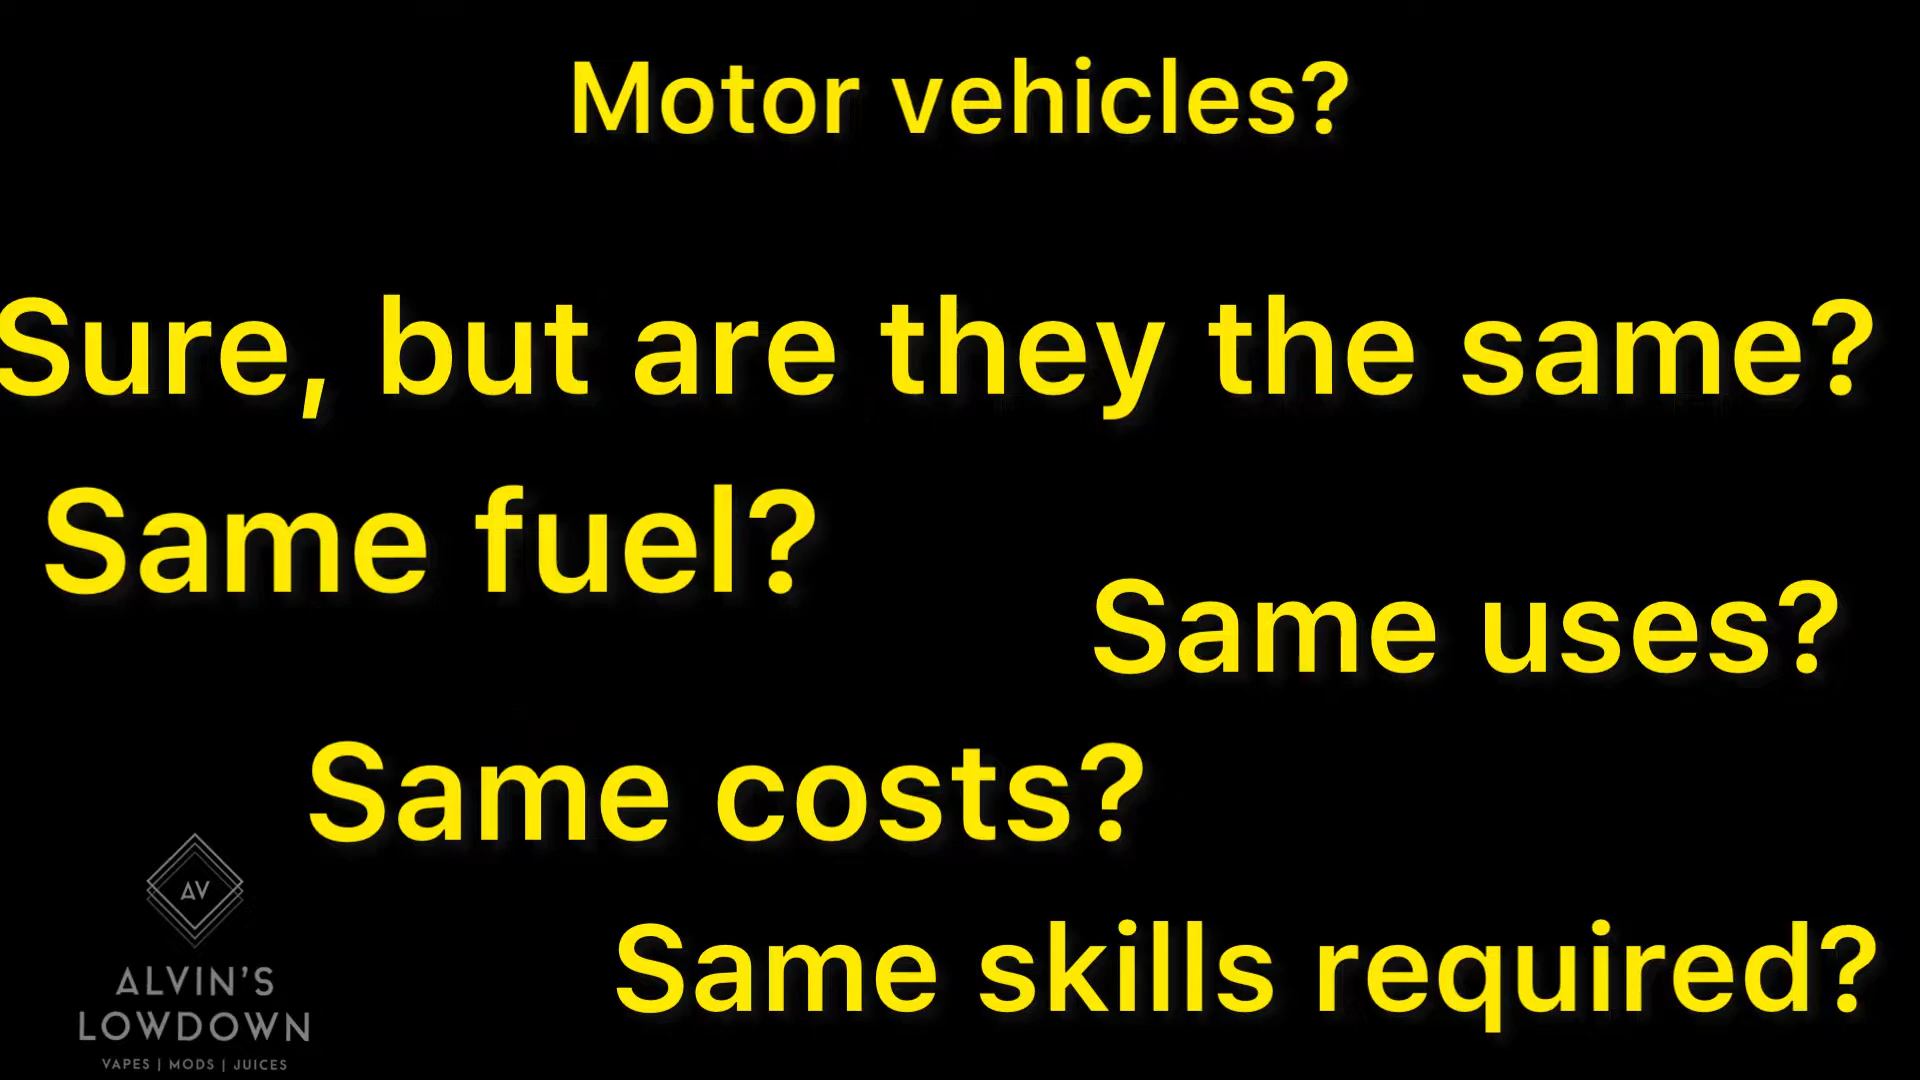 Motor vehicles?
Sure, but are they the same?
Same fuel?
Same uses?
Same costs?
Same skills required?
AV
ALVIN'S
LOWDOWN
VAPES | MODS | JUICES